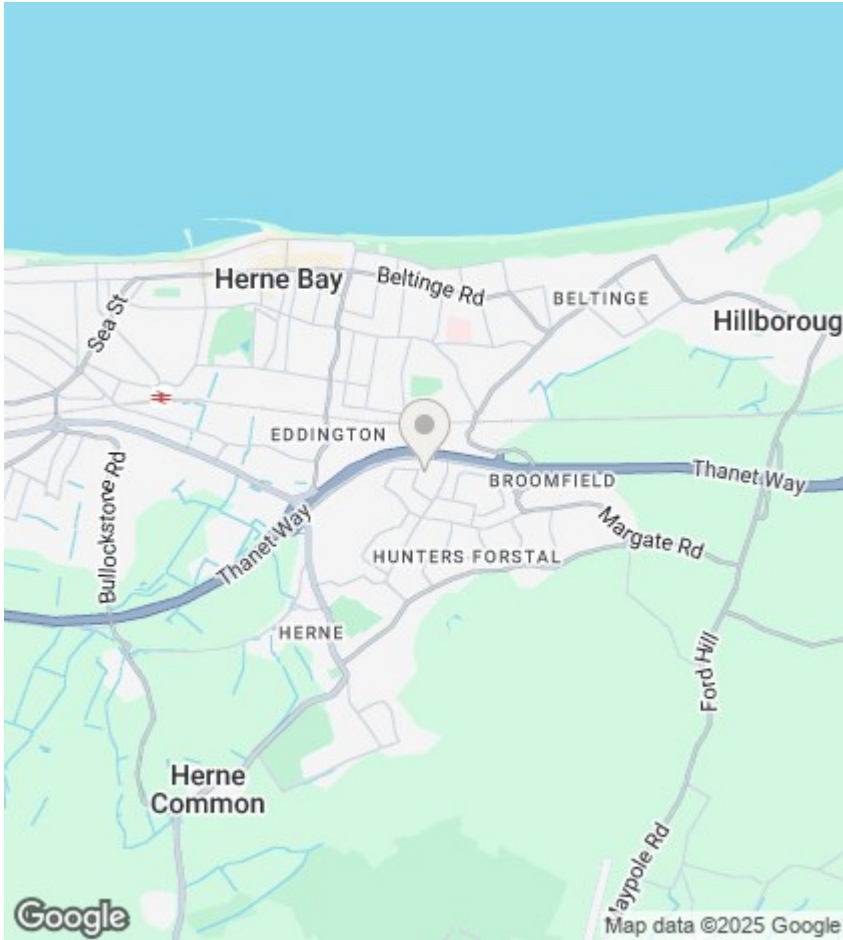 Herne Bay
Beltinge Rd
BELTINGE
Hillboroug
Sea St
EDDINGTON
BROOMFIELD
Thanet Way
Bullockstone Rd
Thanet Way
Margate Rd
HUNTERS FORSTAL
HERNE
Ford Hill
Herne
Common
Maypole Rd
Google
Map data ©2025 Google